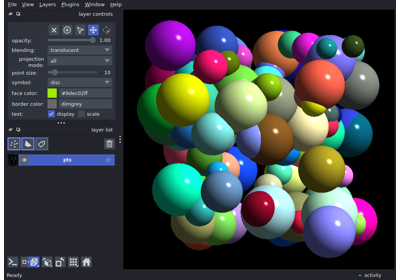 File View Layers Plugins Window Help
layer controls
opacity: 1.00
blending: translucent
projection mode: all
point size: 10
symbol: disc
face color: #9dec02ff
border color: dimgrey
text: display scale
layer list
pts
Ready
activity